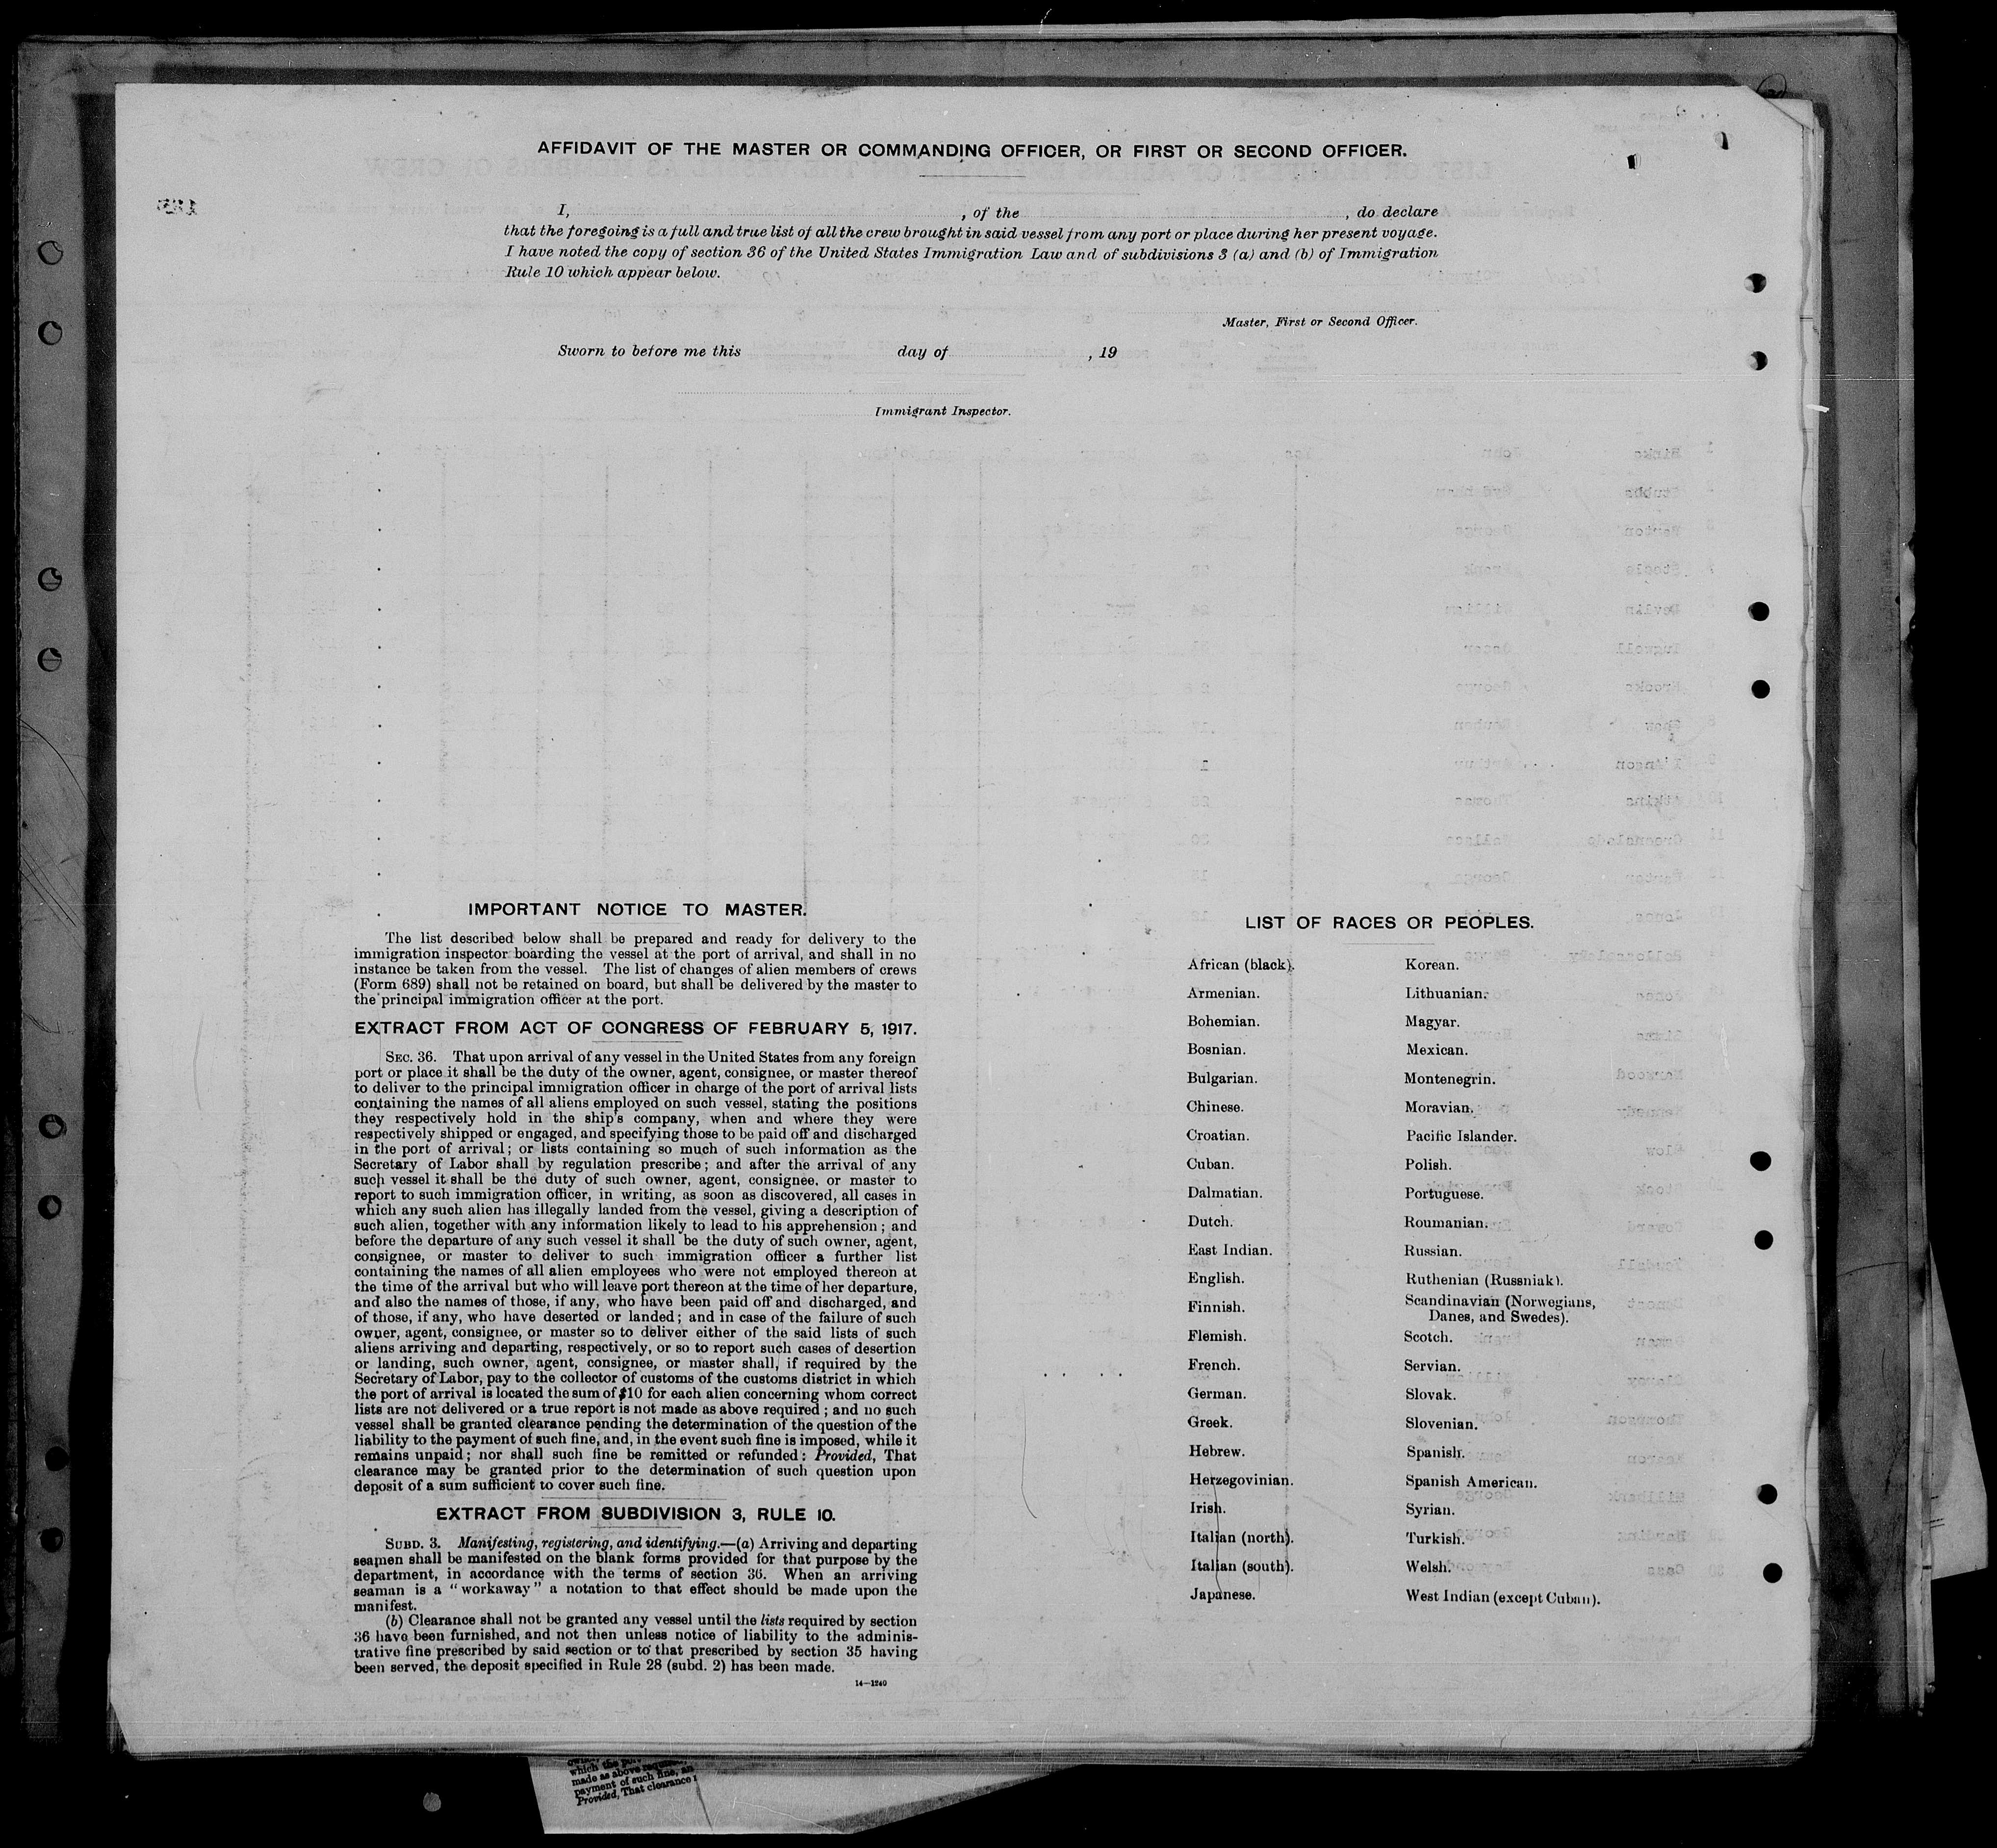 AFFIDAVIT OF THE MASTER OR COMMANDING OFFICER, OR FIRST OR SECOND OFFICER.
I, , of the , do declare
that the foregoing is a full and true list of all the crew brought in said vessel from any port or place during her present voyage.
I have noted the copy of section 36 of the United States Immigration Law and of subdivisions 3 (a) and (b) of Immigration
Rule 10 which appear below.
Master, First or Second Officer.
Sworn to before me this day of , 19
Immigrant Inspector.
IMPORTANT NOTICE TO MASTER.
The list described below shall be prepared and ready for delivery to the
immigration inspector boarding the vessel at the port of arrival, and shall in no
instance be taken from the vessel. The list of changes of alien members of crews
(Form 689) shall not be retained on board, but shall be delivered by the master to
the principal immigration officer at the port.
EXTRACT FROM ACT OF CONGRESS OF FEBRUARY 5, 1917.
SEC. 36. That upon arrival of any vessel in the United States from any foreign
port or place it shall be the duty of the owner, agent, consignee, or master thereof
to deliver to the principal immigration officer in charge of the port of arrival lists
containing the names of all aliens employed on such vessel, stating the positions
they respectively hold in the ship's company, when and where they were
respectively shipped or engaged, and specifying those to be paid off and discharged
in the port of arrival; or lists containing so much of such information as the
Secretary of Labor shall by regulation prescribe; and after the arrival of any
such vessel it shall be the duty of such owner, agent, consignee, or master to
report to such immigration officer, in writing, as soon as discovered, all cases in
which any such alien has illegally landed from the vessel, giving a description of
such alien, together with any information likely to lead to his apprehension; and
before the departure of any such vessel it shall be the duty of such owner, agent,
consignee, or master to deliver to such immigration officer a further list
containing the names of all alien employees who were not employed thereon at
the time of the arrival but who will leave port thereon at the time of her departure,
and also the names of those, if any, who have been paid off and discharged, and
of those, if any, who have deserted or landed; and in case of the failure of such
owner, agent, consignee, or master so to deliver either of the said lists of such
aliens arriving and departing, respectively, or so to report such cases of desertion
or landing, such owner, agent, consignee, or master shall, if required by the
Secretary of Labor, pay to the collector of customs of the customs district in which
the port of arrival is located the sum of $10 for each alien concerning whom correct
lists are not delivered or a true report is not made as above required; and no such
vessel shall be granted clearance pending the determination of the question of the
liability to the payment of such fine, and, in the event such fine is imposed, while it
remains unpaid; nor shall such fine be remitted or refunded: Provided, That
clearance may be granted prior to the determination of such question upon
deposit of a sum sufficient to cover such fine.
EXTRACT FROM SUBDIVISION 3, RULE 10.
SUBD. 3. Manifesting, registering, and identifying.—(a) Arriving and departing
seamen shall be manifested on the blank forms provided for that purpose by the
department, in accordance with the terms of section 36. When an arriving
seaman is a "workaway" a notation to that effect should be made upon the
manifest.
(b) Clearance shall not be granted any vessel until the lists required by section
36 have been furnished, and not then unless notice of liability to the adminis-
trative fine prescribed by said section or to that prescribed by section 35 having
been served, the deposit specified in Rule 28 (subd. 2) has been made.
14—1240
LIST OF RACES OR PEOPLES.
African (black).
Armenian.
Bohemian.
Bosnian.
Bulgarian.
Chinese.
Croatian.
Cuban.
Dalmatian.
Dutch.
East Indian.
English.
Finnish.
Flemish.
French.
German.
Greek.
Hebrew.
Herzegovinian.
Irish.
Italian (north).
Italian (south).
Japanese.
Korean.
Lithuanian.
Magyar.
Mexican.
Montenegrin.
Moravian.
Pacific Islander.
Polish.
Portuguese.
Roumanian.
Russian.
Ruthenian (Russniak).
Scandinavian (Norwegians,
Danes, and Swedes).
Scotch.
Servian.
Slovak.
Slovenian.
Spanish.
Spanish American.
Syrian.
Turkish.
Welsh.
West Indian (except Cuban).
which the
made as above
payment of such fine, an
Provided, That clearance